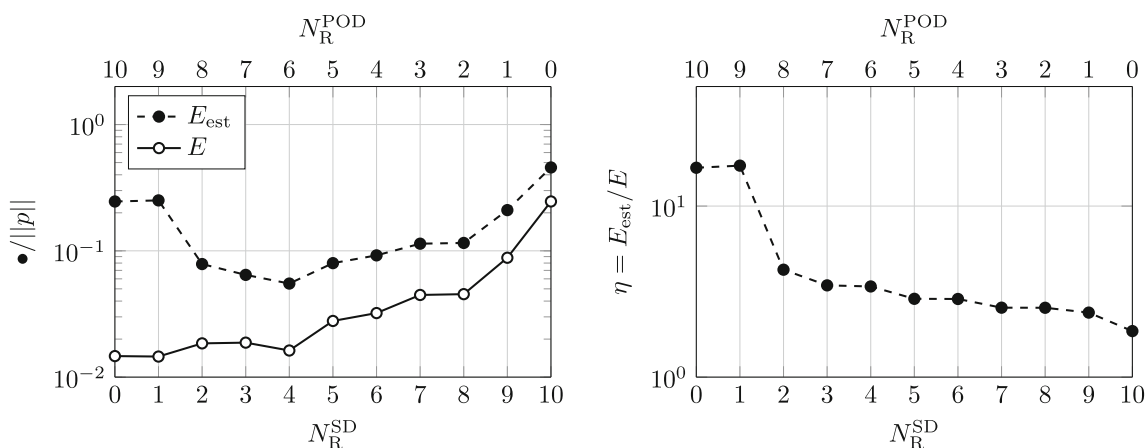 N_R^POD
10 9 8 7 6 5 4 3 2 1 0
E_est
E
10^0
10^−1
10^−2
●/||p||
0 1 2 3 4 5 6 7 8 9 10
N_R^SD
N_R^POD
10 9 8 7 6 5 4 3 2 1 0
10^1
10^0
η = E_est/E
0 1 2 3 4 5 6 7 8 9 10
N_R^SD